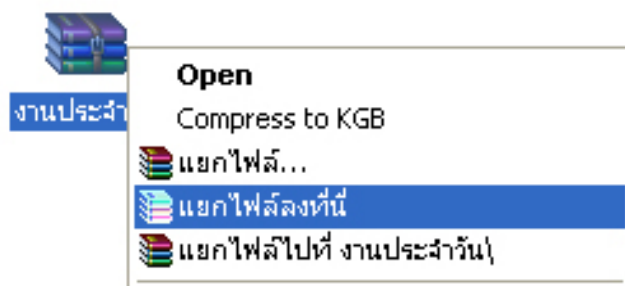 Open
งานประจำ
Compress to KGB
แยกไฟล์...
แยกไฟล์ลงที่นี่
แยกไฟล์ไปที่ งานประจำวัน\